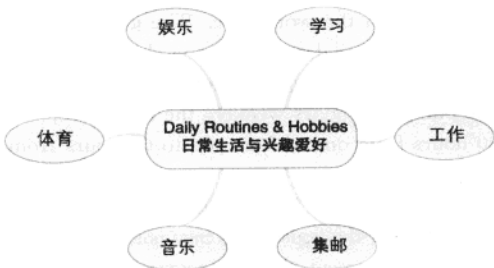 娱乐
学习
体育
Daily Routines & Hobbies
日常生活与兴趣爱好
工作
音乐
集邮